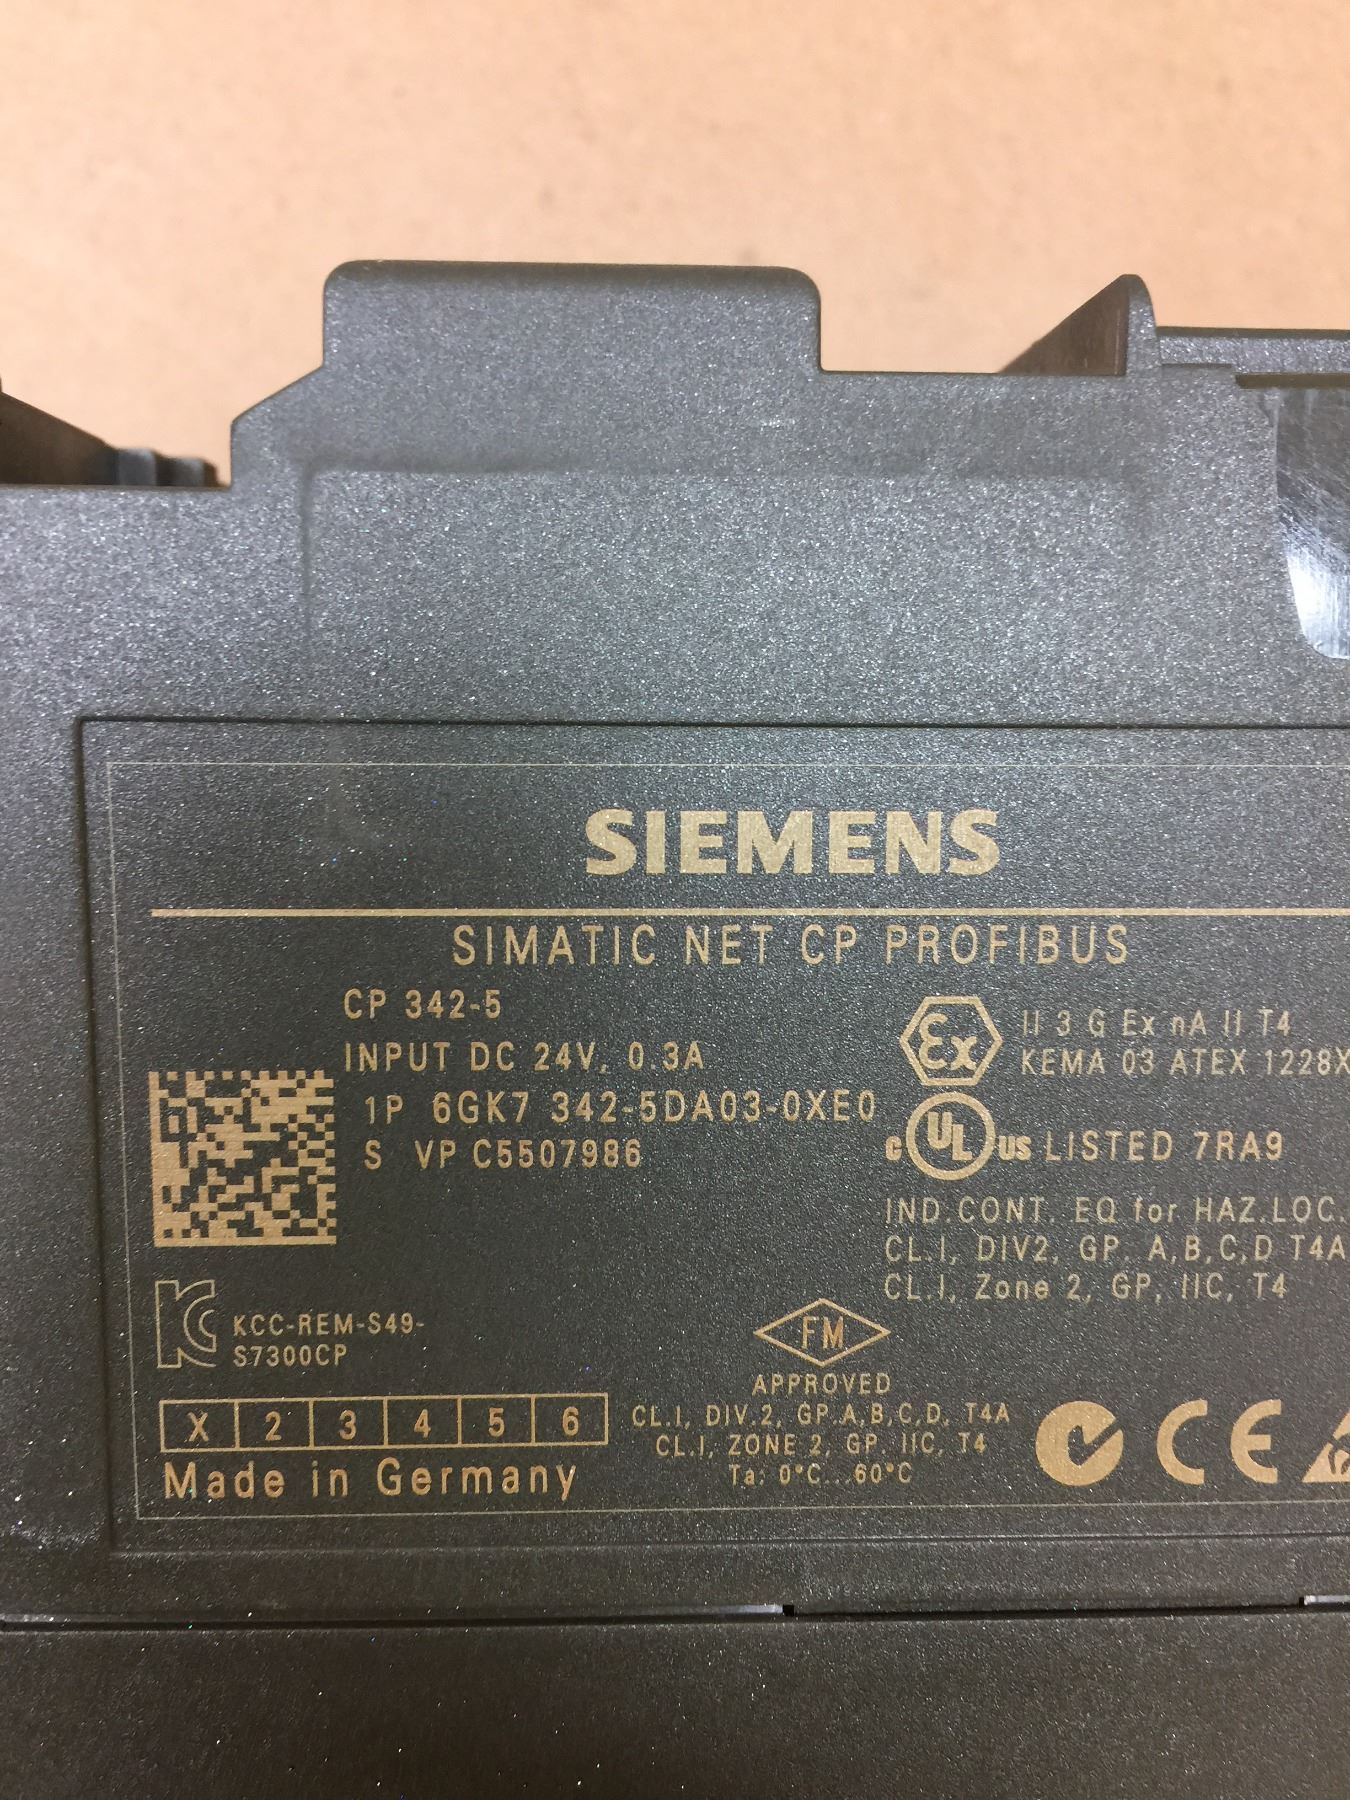 SIEMENS
SIMATIC NET CP PROFIBUS
CP 342-5
INPUT DC 24V, 0.3A
1P 6GK7 342-5DA03-0XE0
S VP C5507986
Ex II 3 G Ex nA II T4
KEMA 03 ATEX 1228X
C UL US LISTED 7RA9
IND.CONT. EQ for HAZ.LOC.
CL.I, DIV2, GP. A,B,C,D T4A
CL.I, Zone 2, GP, IIC, T4
KC KCC-REM-S49-
S7300CP
FM
APPROVED
CL.I, DIV.2, GP.A,B,C,D, T4A
CL.I, ZONE 2, GP. IIC, T4
Ta: 0°C...60°C
X 2 3 4 5 6
Made in Germany
CE